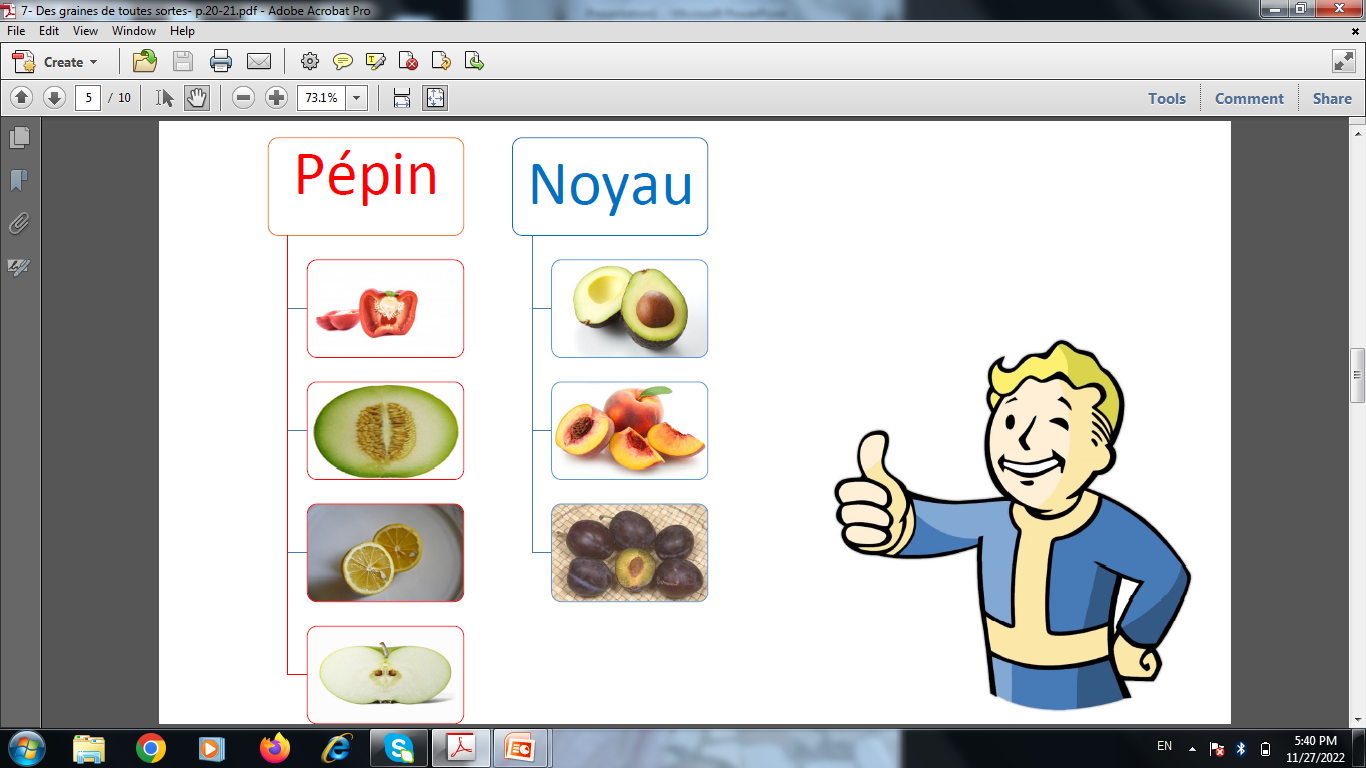 7- Des graines de toutes sortes- p.20-21.pdf - Adobe Acrobat Pro
File Edit View Window Help
Create
5 / 10 73.1% Tools Comment Share
Pépin Noyau
EN 5:40 PM
11/27/2022